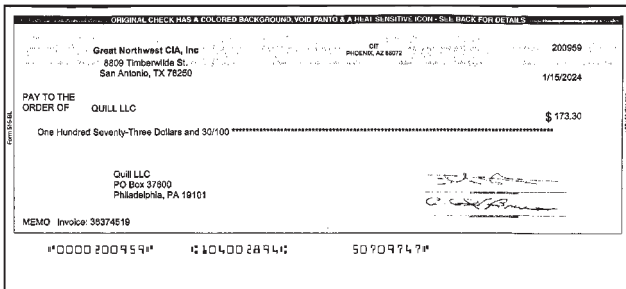 ORIGINAL CHECK HAS A COLORED BACKGROUND, VOID PANTO & A HEAT SENSITIVE ICON - SEE BACK FOR DETAILS
Great Northwest CIA, Inc
8809 Timberwilde St.
San Antonio, TX 78250
CIT
PHOENIX, AZ 85072
200959
1/15/2024
PAY TO THE
ORDER OF QUILL LLC
$ 173.30
One Hundred Seventy-Three Dollars and 30/100 ****************************************
Quill LLC
PO Box 37600
Philadelphia, PA 19101
MEMO Invoice: 36374519
⑈0000200959⑈ ⑆104002894⑆ 50709747⑈